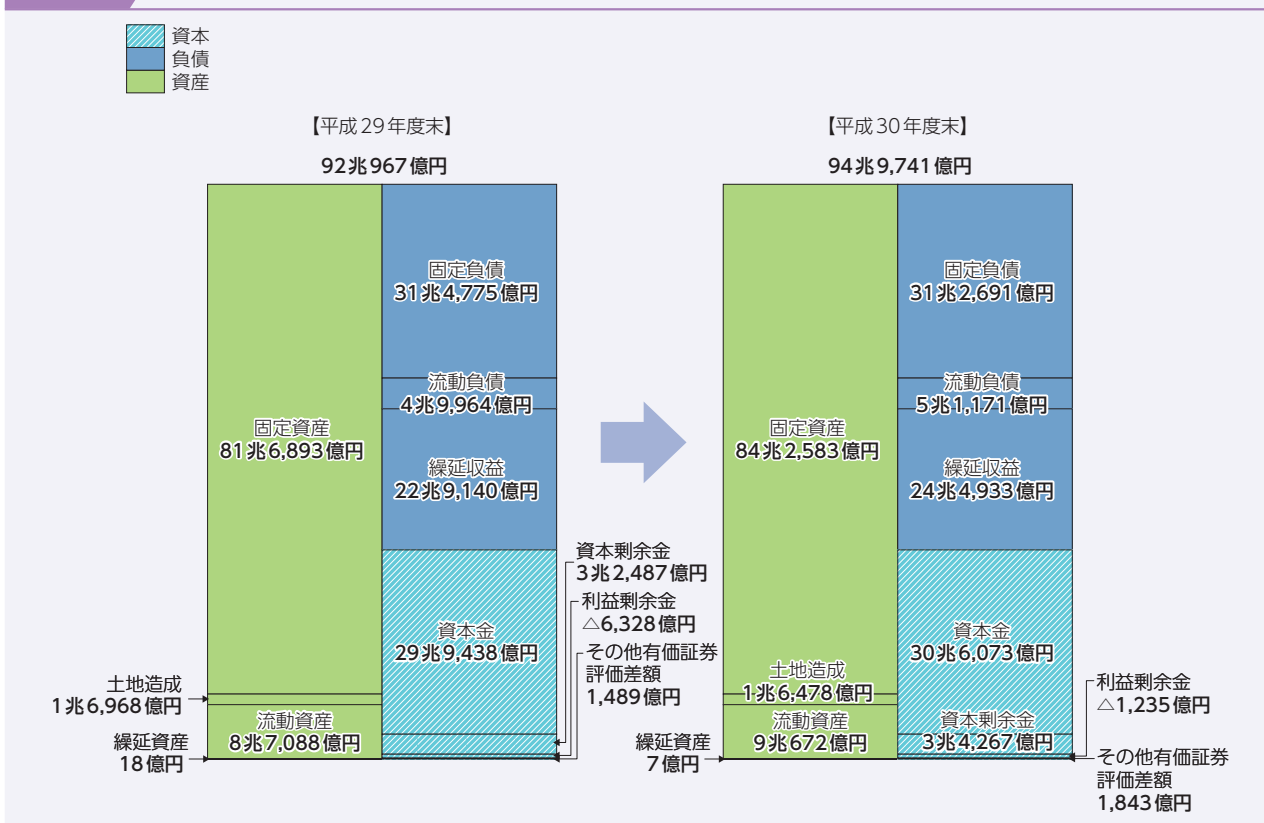 資本
負債
資産
【平成29年度末】
92兆967億円
固定負債
31兆4,775億円
流動負債
4兆9,964億円
固定資産
81兆6,893億円
繰延収益
22兆9,140億円
資本剰余金
3兆2,487億円
利益剰余金
△6,328億円
資本金
29兆9,438億円
その他有価証券
評価差額
1,489億円
土地造成
1兆6,968億円
流動資産
8兆7,088億円
繰延資産
18億円
【平成30年度末】
94兆9,741億円
固定負債
31兆2,691億円
流動負債
5兆1,171億円
固定資産
84兆2,583億円
繰延収益
24兆4,933億円
資本金
30兆6,073億円
土地造成
1兆6,478億円
利益剰余金
△1,235億円
流動資産
9兆672億円
資本剰余金
3兆4,267億円
繰延資産
7億円
その他有価証券
評価差額
1,843億円